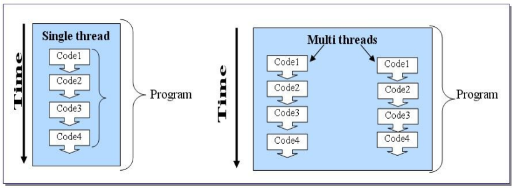 Single thread
Time
Code1
Code2
Code3
Code4
Program
Multi threads
Time
Code1
Code2
Code3
Code4
Code1
Code2
Code3
Code4
Program